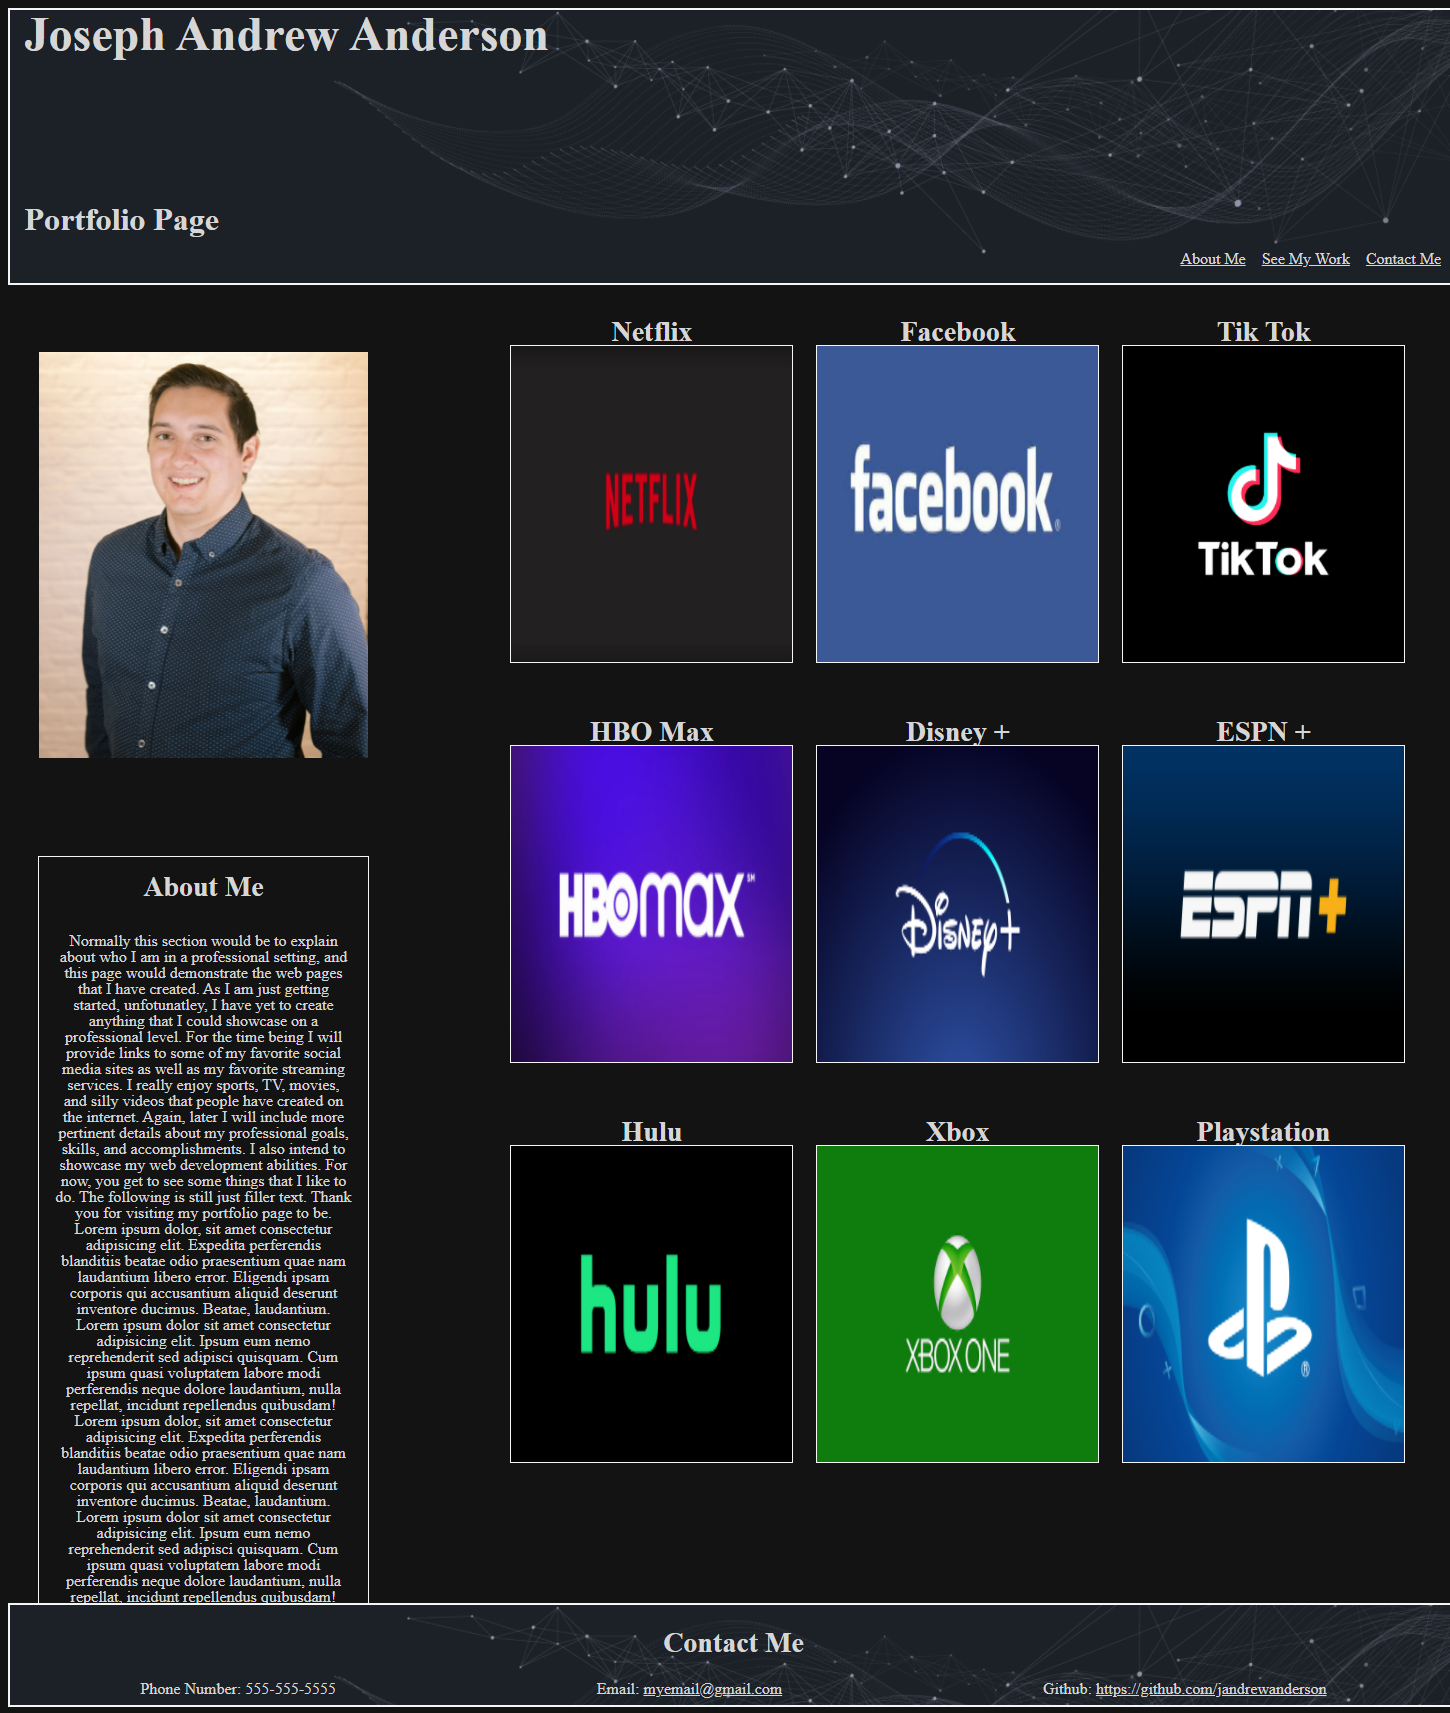 Joseph Andrew Anderson
Portfolio Page
About Me See My Work Contact Me
Netflix
NETFLIX
Facebook
facebook®
Tik Tok
TikTok
HBO Max
HBOmax℠
Disney +
Disney+
ESPN +
ESPN+
Hulu
hulu
Xbox
XBOX ONE
Playstation
®
About Me
Normally this section would be to explain
about who I am in a professional setting, and
this page would demonstrate the web pages
that I have created. As I am just getting
started, unfotunatley, I have yet to create
anything that I could showcase on a
professional level. For the time being I will
provide links to some of my favorite social
media sites as well as my favorite streaming
services. I really enjoy sports, TV, movies,
and silly videos that people have created on
the internet. Again, later I will include more
pertinent details about my professional goals,
skills, and accomplishments. I also intend to
showcase my web development abilities. For
now, you get to see some things that I like to
do. The following is still just filler text. Thank
you for visiting my portfolio page to be.
Lorem ipsum dolor, sit amet consectetur
adipisicing elit. Expedita perferendis
blanditiis beatae odio praesentium quae nam
laudantium libero error. Eligendi ipsam
corporis qui accusantium aliquid deserunt
inventore ducimus. Beatae, laudantium.
Lorem ipsum dolor sit amet consectetur
adipisicing elit. Ipsum eum nemo
reprehenderit sed adipisci quisquam. Cum
ipsum quasi voluptatem labore modi
perferendis neque dolore laudantium, nulla
repellat, incidunt repellendus quibusdam!
Lorem ipsum dolor, sit amet consectetur
adipisicing elit. Expedita perferendis
blanditiis beatae odio praesentium quae nam
laudantium libero error. Eligendi ipsam
corporis qui accusantium aliquid deserunt
inventore ducimus. Beatae, laudantium.
Lorem ipsum dolor sit amet consectetur
adipisicing elit. Ipsum eum nemo
reprehenderit sed adipisci quisquam. Cum
ipsum quasi voluptatem labore modi
perferendis neque dolore laudantium, nulla
repellat, incidunt repellendus quibusdam!
Contact Me
Phone Number: 555-555-5555
Email: myemail@gmail.com
Github: https://github.com/jandrewanderson